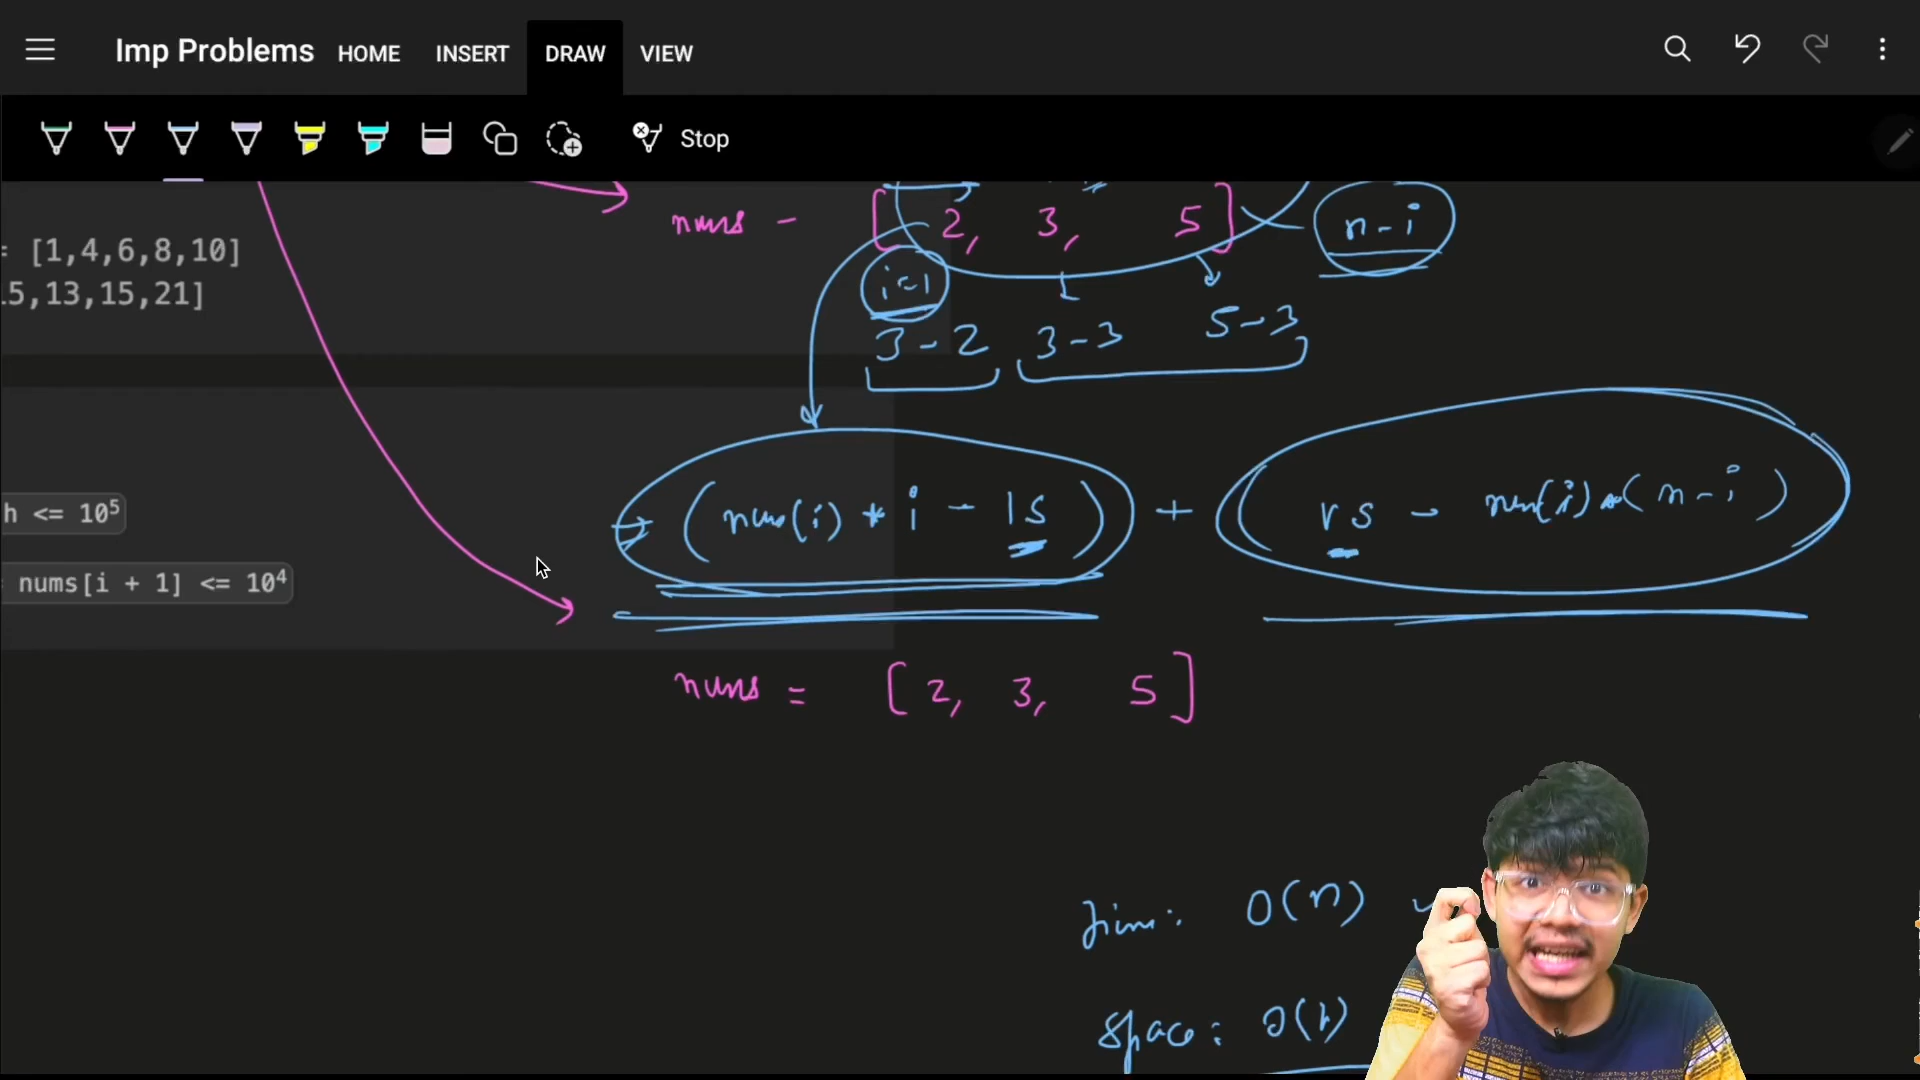 Imp Problems HOME INSERT DRAW VIEW
Stop
nums - [ 2, 3, 5 ] n-i
= [1,4,6,8,10]
15,13,15,21]
i=1
3-2 3-3 5-3
h <= 10⁵
(nums(i) * i - ls) + (rs - num(i) * (n-i)
= nums[i + 1] <= 10⁴
nums = [ 2, 3, 5 ]
Time: O(n)
Space: O(1)